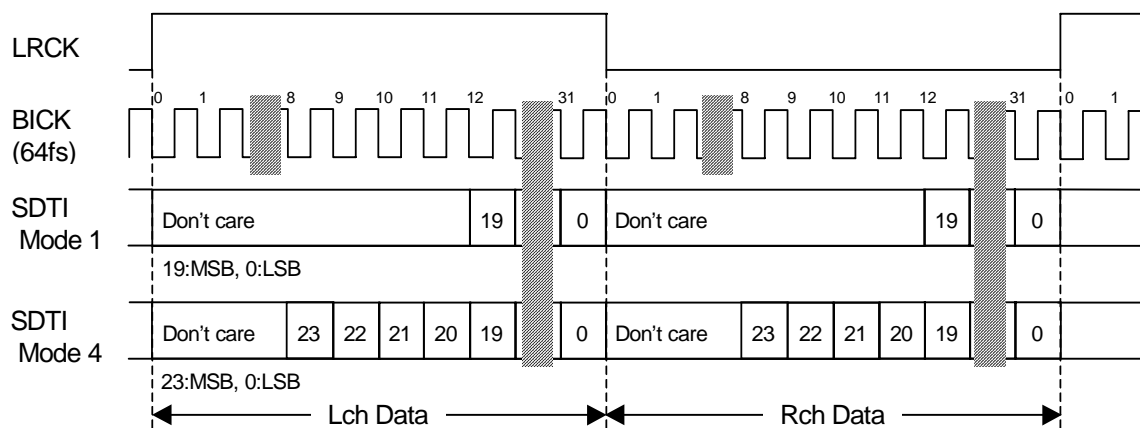 LRCK
0 1 8 9 10 11 12 31 0 1 8 9 10 11 12 31 0 1
BICK
(64fs)
SDTI
Mode 1
Don't care 19 0 Don't care 19 0
19:MSB, 0:LSB
SDTI
Mode 4
Don't care 23 22 21 20 19 0 Don't care 23 22 21 20 19 0
23:MSB, 0:LSB
Lch Data Rch Data